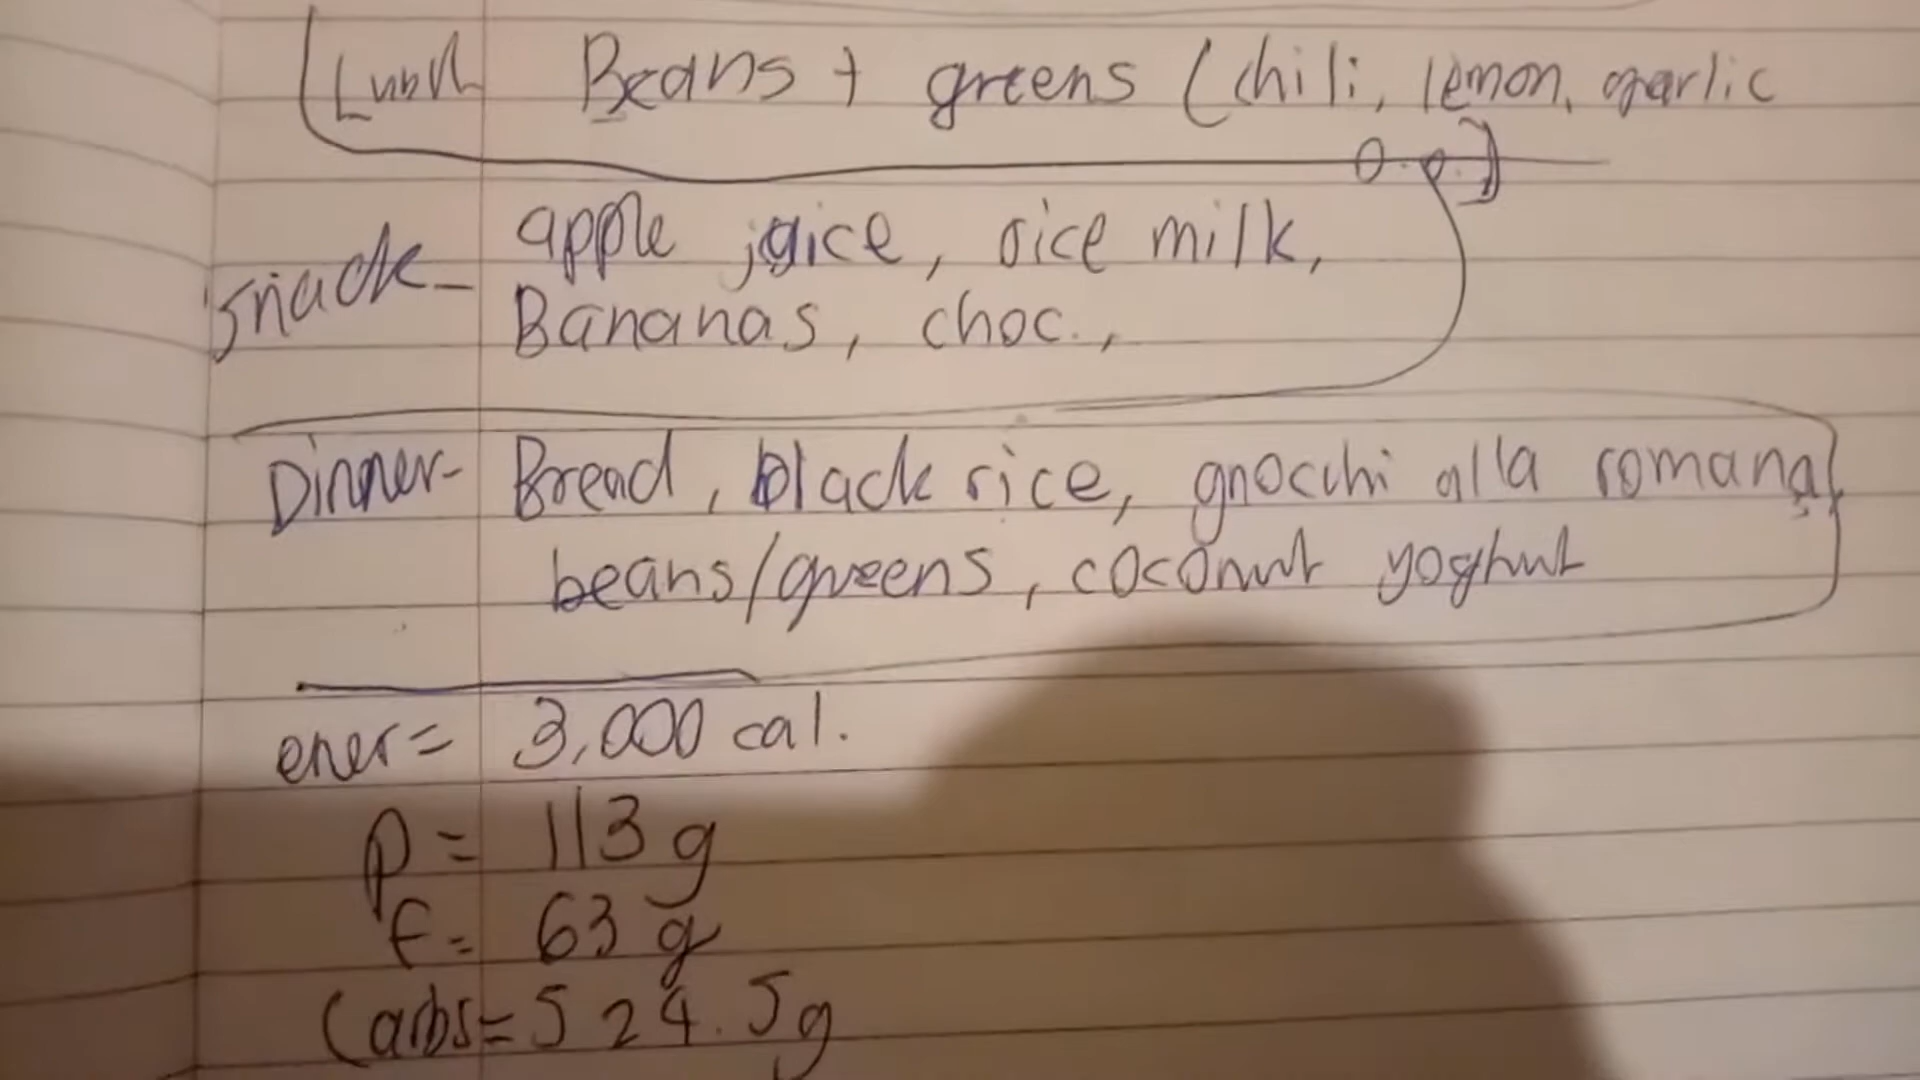 Lunch Beans + greens (chili, lemon, garlic
O.O.)
Snack- apple juice, rice milk,
Bananas, choc.,
Dinner- Bread, black rice, gnocchi alla romana,
beans/greens, coconut yoghurt
ener= 3,000 cal.
p= 113 g
f= 63 g
Carbs= 524.5g